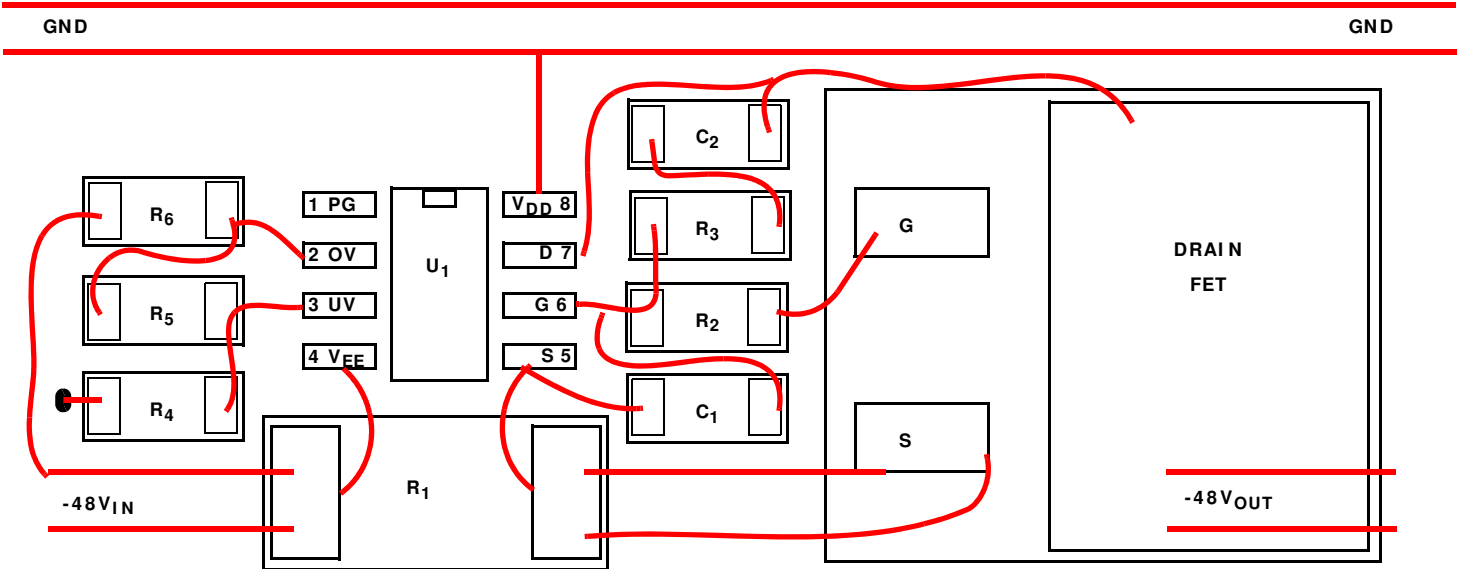 GND GND
C2
R6
1 PG
VDD 8
R3
G
2 OV
D 7
U1
DRAIN
FET
R5
3 UV
G 6
R2
4 VEE
S 5
R4
C1
S
R1
-48VIN
-48VOUT